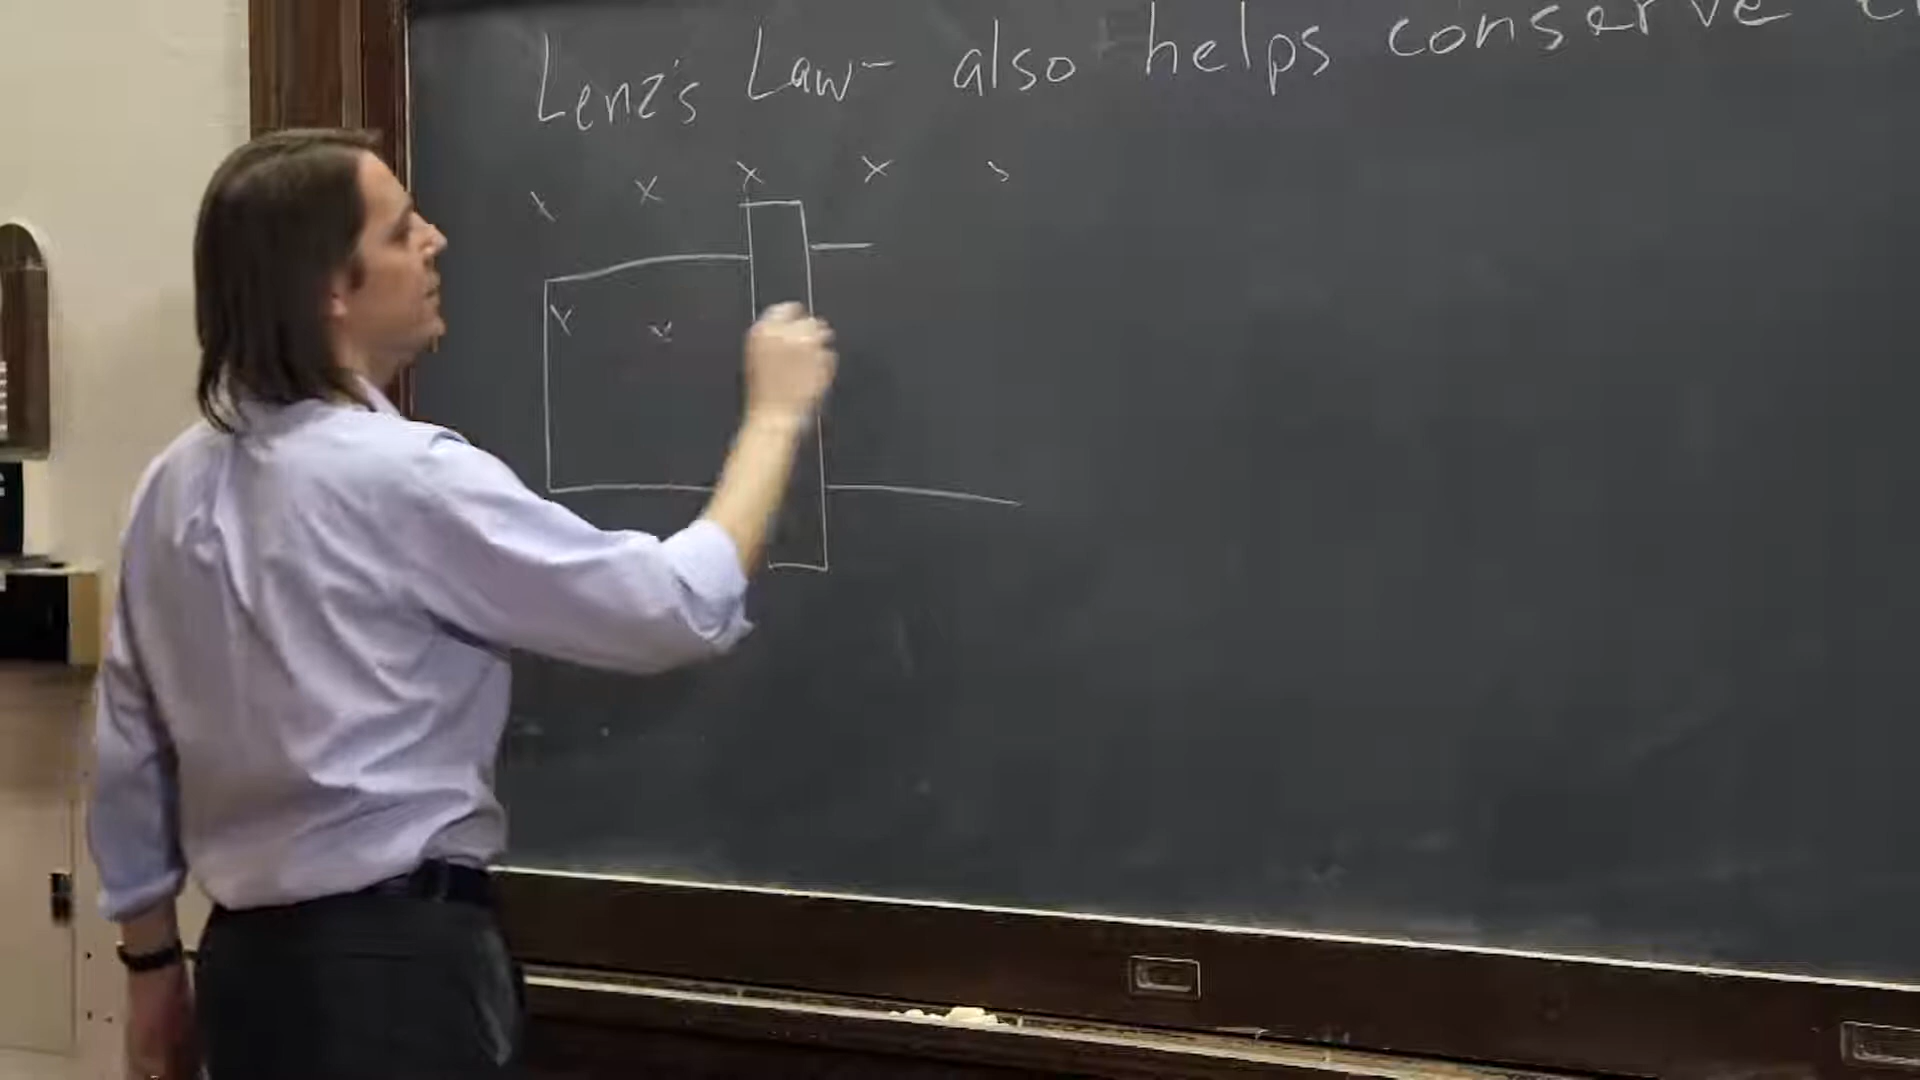 Lenz's Law - also helps conserve
x x x x
x x